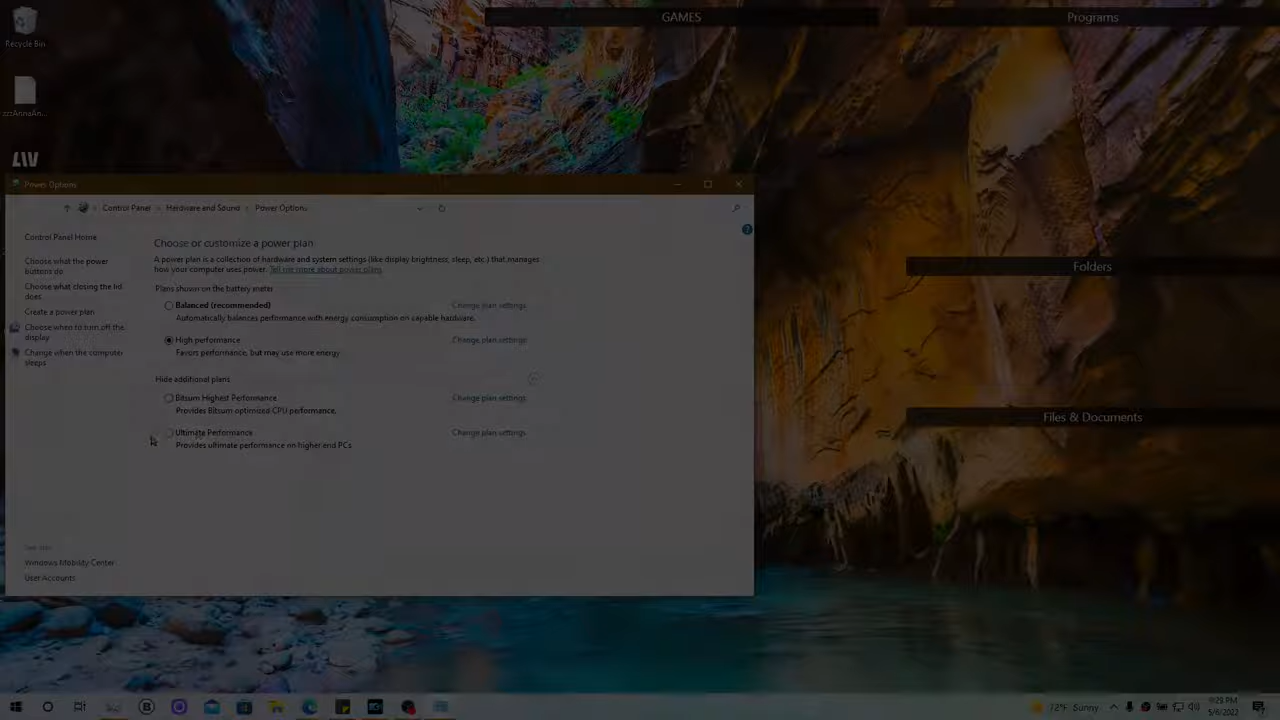 GAMES
Programs
Recycle Bin
zzzAnnaAn...
LIV
Power Options
Control Panel
Hardware and Sound
Power Options
Control Panel Home
Choose what the power
buttons do
Choose what closing the lid
does
Create a power plan
Choose when to turn off the
display
Change when the computer
sleeps
Choose or customize a power plan
A power plan is a collection of hardware and system settings (like display brightness, sleep, etc.) that manages
how your computer uses power. Tell me more about power plans
Plans shown on the battery meter
Balanced (recommended)
Change plan settings
Automatically balances performance with energy consumption on capable hardware.
High performance
Change plan settings
Favors performance, but may use more energy
Hide additional plans
Bitsum Highest Performance
Change plan settings
Provides Bitsum optimized CPU performance.
Ultimate Performance
Change plan settings
Provides ultimate performance on higher end PCs
See also
Windows Mobility Center
User Accounts
Folders
Files & Documents
72°F Sunny